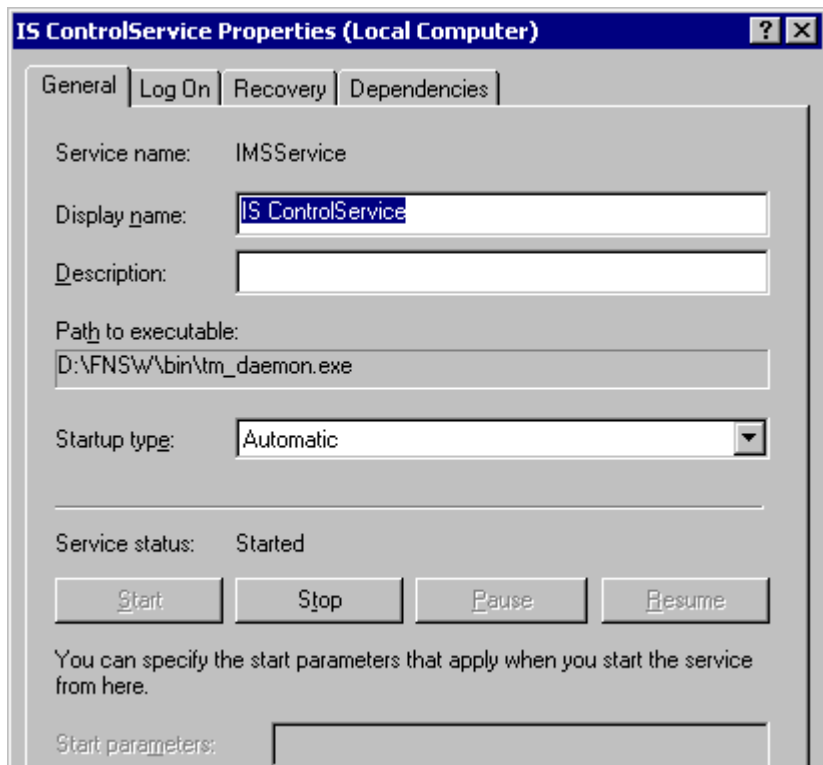 IS ControlService Properties (Local Computer)
General Log On Recovery Dependencies
Service name: IMSService
Display name: IS ControlService
Description:
Path to executable:
D:\FNSW\bin\tm_daemon.exe
Startup type: Automatic
Service status: Started
Start Stop Pause Resume
You can specify the start parameters that apply when you start the service
from here.
Start parameters: